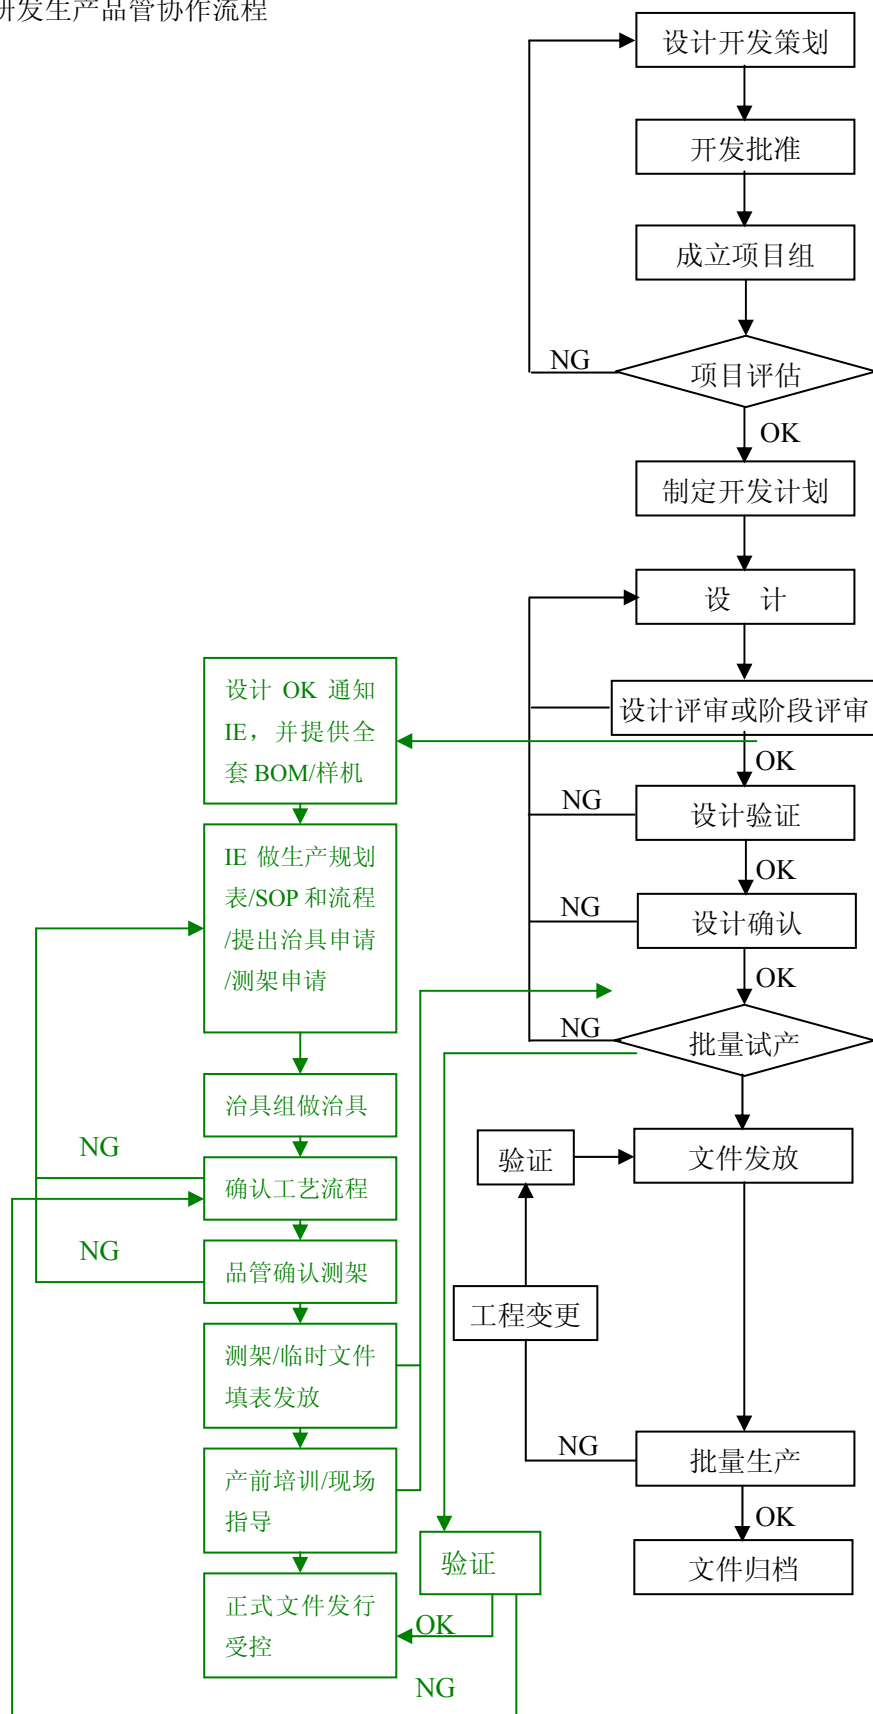 研发生产品管协作流程
设计开发策划
开发批准
成立项目组
NG
项目评估
OK
制定开发计划
设 计
设计评审或阶段评审
OK
NG
设计验证
OK
NG
设计确认
OK
NG
批量试产
验证
文件发放
工程变更
NG
批量生产
OK
文件归档
设计 OK 通知
IE，并提供全
套 BOM/样机
IE 做生产规划
表/SOP 和流程
/提出治具申请
/测架申请
治具组做治具
NG
确认工艺流程
NG
品管确认测架
测架/临时文件
填表发放
产前培训/现场
指导
验证
正式文件发行
受控
OK
NG